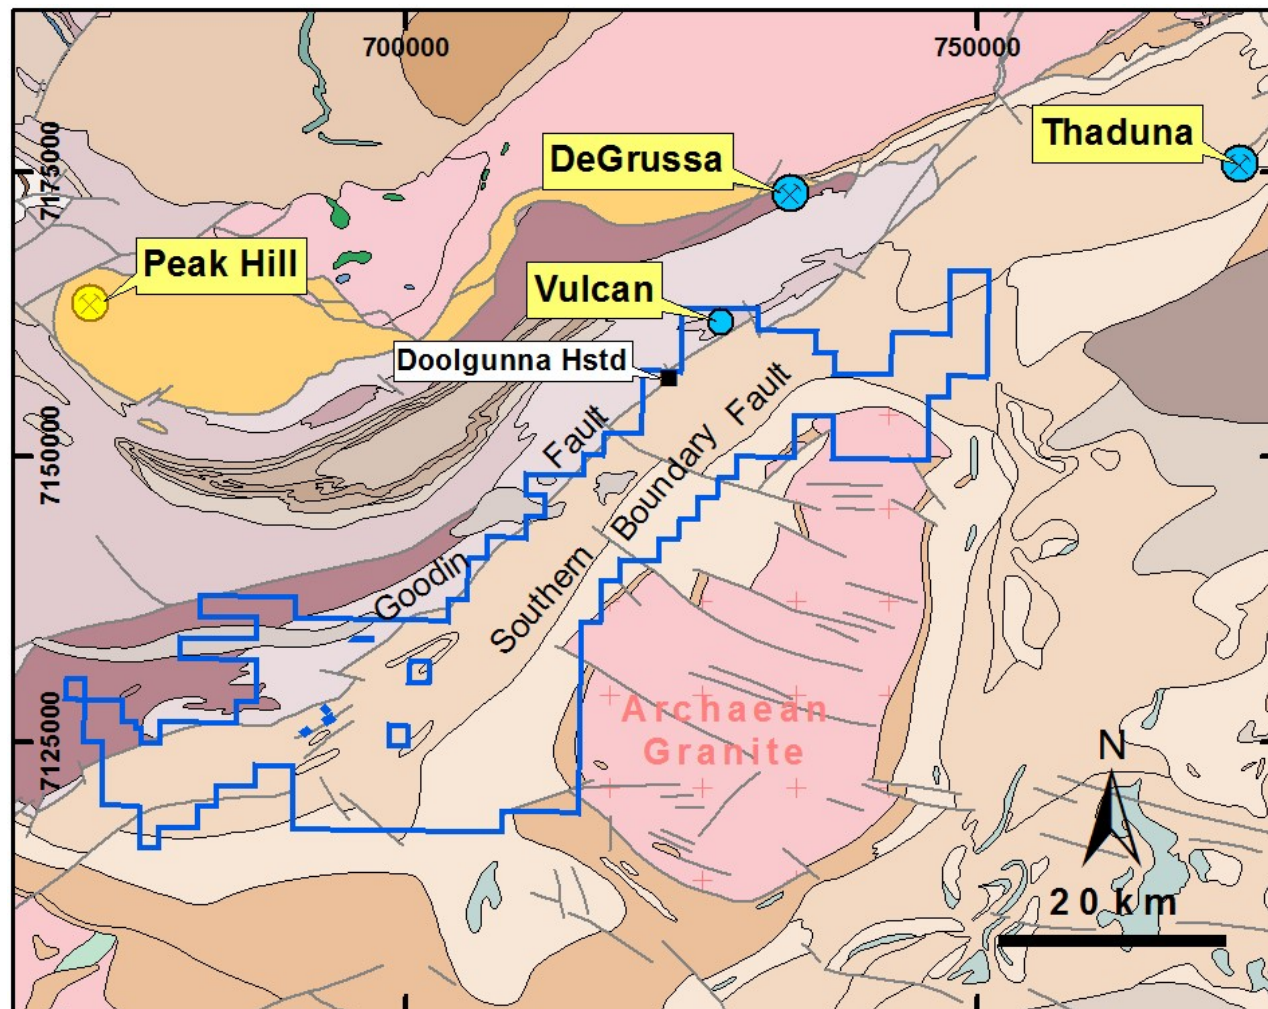 700000
750000
7175000
7150000
7125000
Thaduna
DeGrussa
Peak Hill
Vulcan
Doolgunna Hstd
Goodin Fault
Southern Boundary Fault
Archaean
Granite
N
20 km